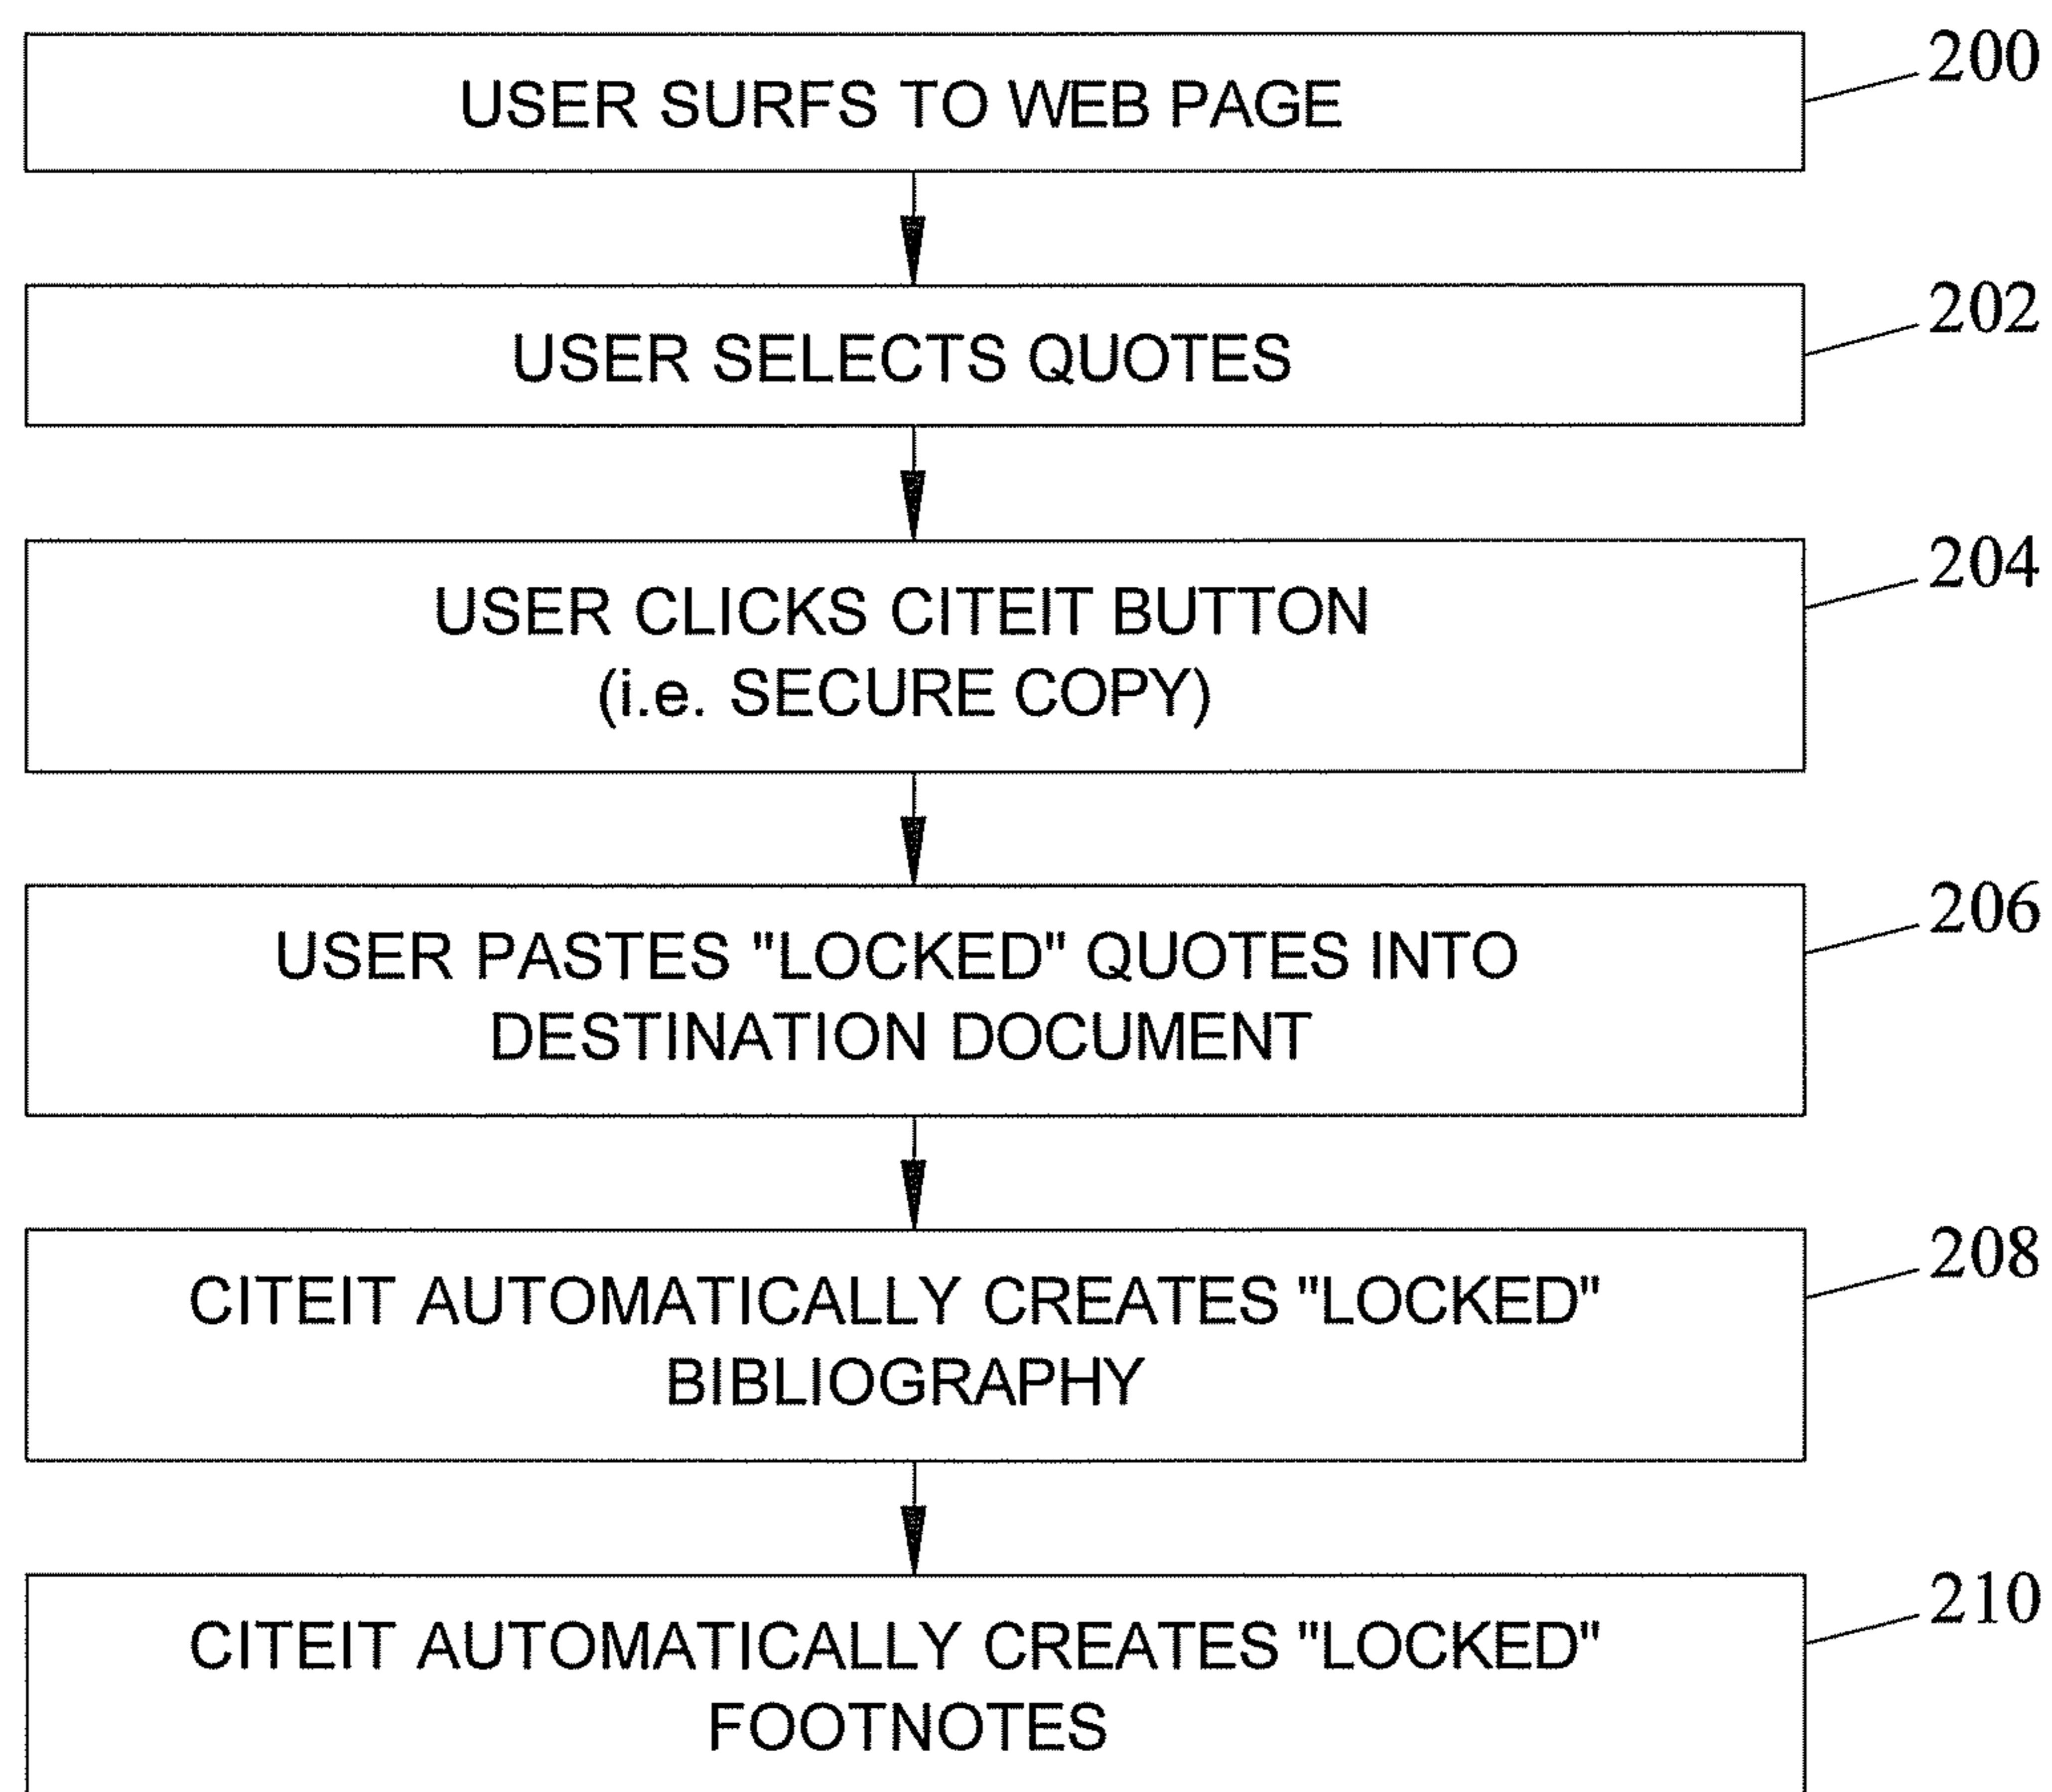 USER SURFS TO WEB PAGE
200
USER SELECTS QUOTES
202
USER CLICKS CITEIT BUTTON
(i.e. SECURE COPY)
204
USER PASTES "LOCKED" QUOTES INTO
DESTINATION DOCUMENT
206
CITEIT AUTOMATICALLY CREATES "LOCKED"
BIBLIOGRAPHY
208
CITEIT AUTOMATICALLY CREATES "LOCKED"
FOOTNOTES
210